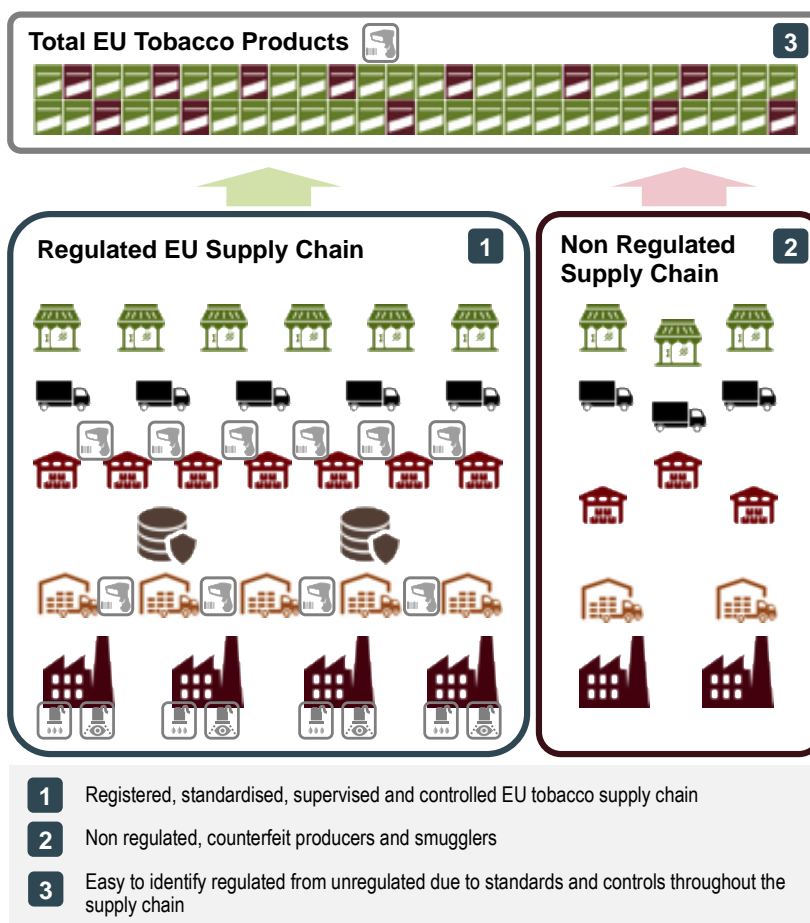 Total EU Tobacco Products
3
Regulated EU Supply Chain
1
Non Regulated
Supply Chain
2
1
Registered, standardised, supervised and controlled EU tobacco supply chain
2
Non regulated, counterfeit producers and smugglers
3
Easy to identify regulated from unregulated due to standards and controls throughout the
supply chain